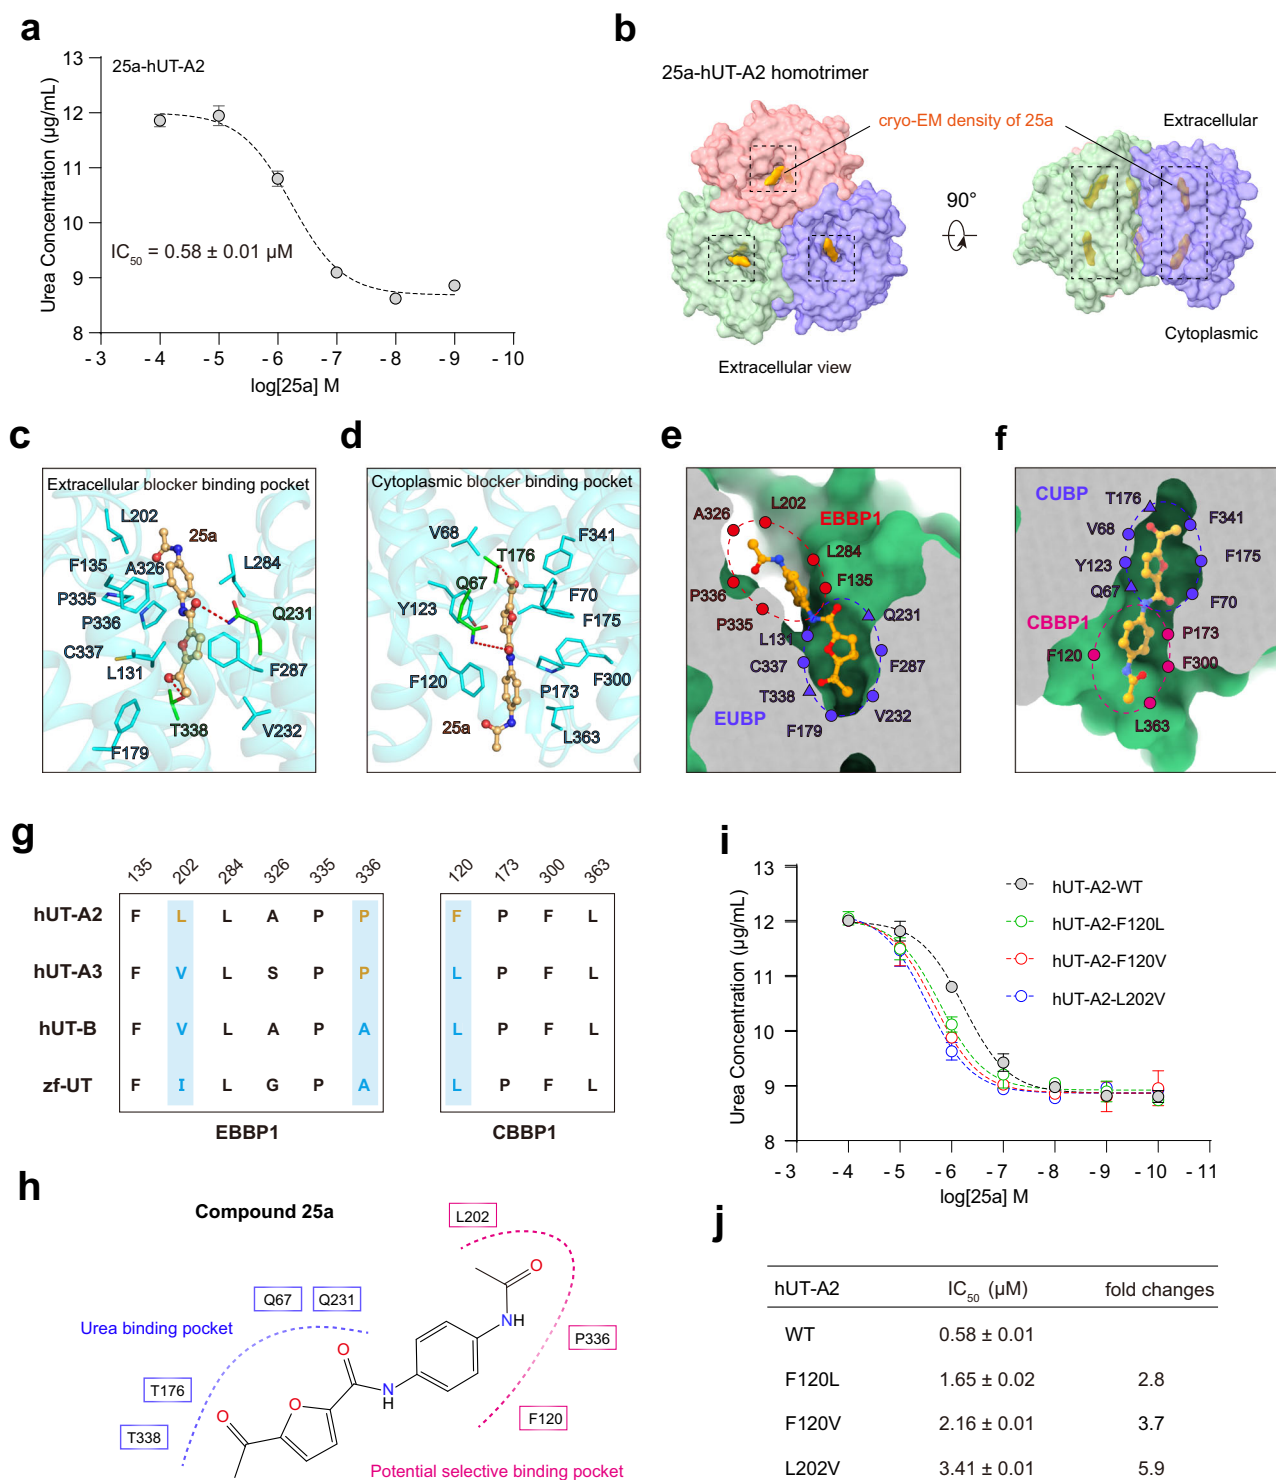 a
25a-hUT-A2
13
12
11
10
9
8
Urea Concentration (µg/mL)
IC50 = 0.58 ± 0.01 µM
- 3 - 4 - 5 - 6 - 7 - 8 - 9 - 10
log[25a] M
b
25a-hUT-A2 homotrimer
cryo-EM density of 25a
Extracellular
90°
Cytoplasmic
Extracellular view
c
Extracellular blocker binding pocket
L202
25a
F135
A326
L284
P335
P336
Q231
C337
L131
F287
T338
V232
F179
d
Cytoplasmic blocker binding pocket
V68
T176
F341
Q67
F70
Y123
F175
F120
P173
F300
25a
L363
e
A326
L202
EBBP1
L284
F135
P336
Q231
P335
L131
C337
F287
T338
EUBP
V232
F179
f
CUBP
T176
F341
V68
F175
Y123
Q67
F70
CBBP1
P173
F120
F300
L363
g
135 202 284 326 335 336 120 173 300 363
hUT-A2 F L L A P P F P F L
hUT-A3 F V L S P P L P F L
hUT-B F V L A P A L P F L
zf-UT F I L G P A L P F L
EBBP1 CBBP1
h
Compound 25a
L202
O
Q67 Q231
NH
Urea binding pocket
P336
O
T176
N
H
O
F120
O
T338
Potential selective binding pocket
i
13
12
11
10
9
8
Urea Concentration (µg/mL)
hUT-A2-WT
hUT-A2-F120L
hUT-A2-F120V
hUT-A2-L202V
- 3 - 4 - 5 - 6 - 7 - 8 - 9 - 10 - 11
log[25a] M
j
hUT-A2 IC50 (µM) fold changes
WT 0.58 ± 0.01
F120L 1.65 ± 0.02 2.8
F120V 2.16 ± 0.01 3.7
L202V 3.41 ± 0.01 5.9